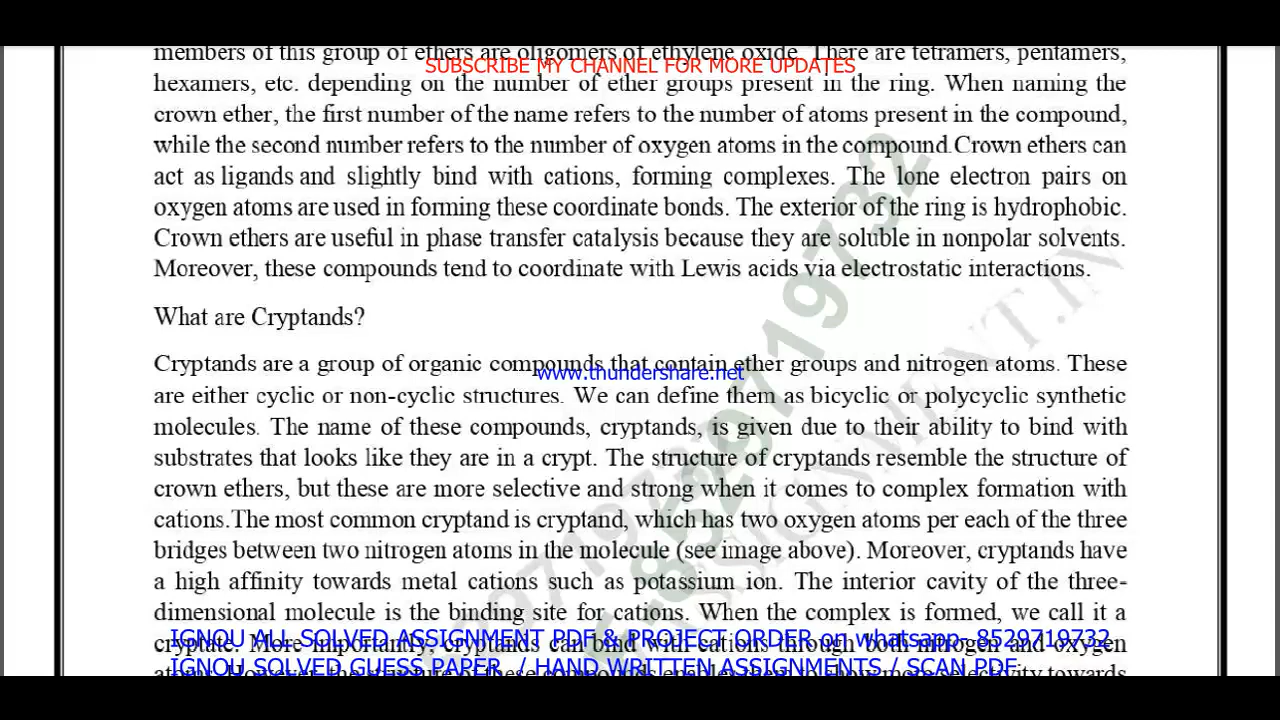 members of this group of ethers are oligomers of ethylene oxide. There are tetramers, pentamers,
SUBSCRIBE MY CHANNEL FOR MORE UPDATES
hexamers, etc. depending on the number of ether groups present in the ring. When naming the
crown ether, the first number of the name refers to the number of atoms present in the compound,
while the second number refers to the number of oxygen atoms in the compound.Crown ethers can
act as ligands and slightly bind with cations, forming complexes. The lone electron pairs on
oxygen atoms are used in forming these coordinate bonds. The exterior of the ring is hydrophobic.
Crown ethers are useful in phase transfer catalysis because they are soluble in nonpolar solvents.
Moreover, these compounds tend to coordinate with Lewis acids via electrostatic interactions.
What are Cryptands?
Cryptands are a group of organic compounds that contain ether groups and nitrogen atoms. These
www.thundershare.net
are either cyclic or non-cyclic structures. We can define them as bicyclic or polycyclic synthetic
molecules. The name of these compounds, cryptands, is given due to their ability to bind with
substrates that looks like they are in a crypt. The structure of cryptands resemble the structure of
crown ethers, but these are more selective and strong when it comes to complex formation with
cations.The most common cryptand is cryptand, which has two oxygen atoms per each of the three
bridges between two nitrogen atoms in the molecule (see image above). Moreover, cryptands have
a high affinity towards metal cations such as potassium ion. The interior cavity of the three-
dimensional molecule is the binding site for cations. When the complex is formed, we call it a
IGNOU ALL SOLVED ASSIGNMENT PDF & PROJECT ORDER on whatsapp- 8529719732
cryptate. More importantly, cryptands can bind with cations through both nitrogen and oxygen
IGNOU SOLVED GUESS PAPER / HAND WRITTEN ASSIGNMENTS / SCAN PDF
atoms. However, the structure of these compounds enables them to show more selectivity towards
8529719732